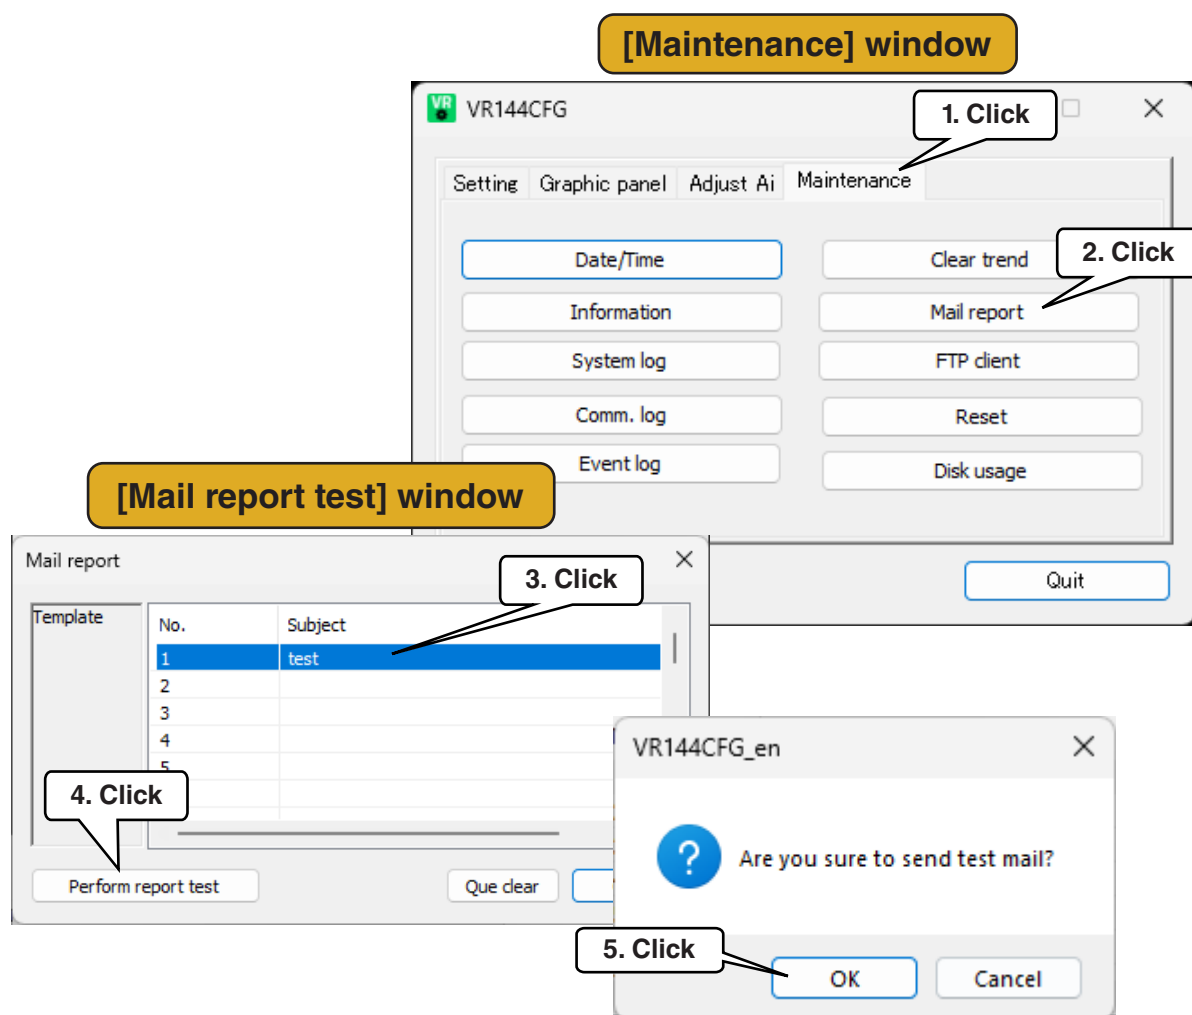 [Maintenance] window
VR144CFG
1. Click
Setting Graphic panel Adjust Ai Maintenance
Date/Time
Clear trend
2. Click
Information
Mail report
System log
FTP client
Comm. log
Reset
Event log
Disk usage
Quit
[Mail report test] window
Mail report
3. Click
Template
No. Subject
1 test
2
3
4
5
4. Click
Perform report test
Que clear
VR144CFG_en
Are you sure to send test mail?
5. Click
OK
Cancel